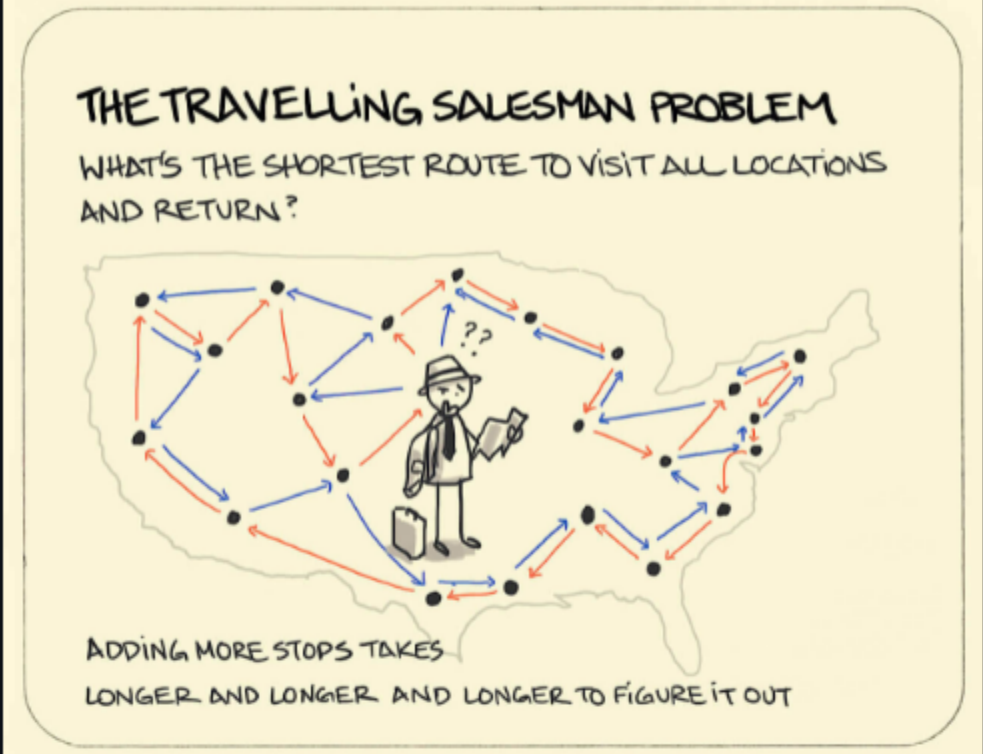 THE TRAVELLING SALESMAN PROBLEM
WHAT'S THE SHORTEST ROUTE TO VISIT ALL LOCATIONS
AND RETURN?
??
ADDING MORE STOPS TAKES
LONGER AND LONGER AND LONGER TO FIGURE IT OUT